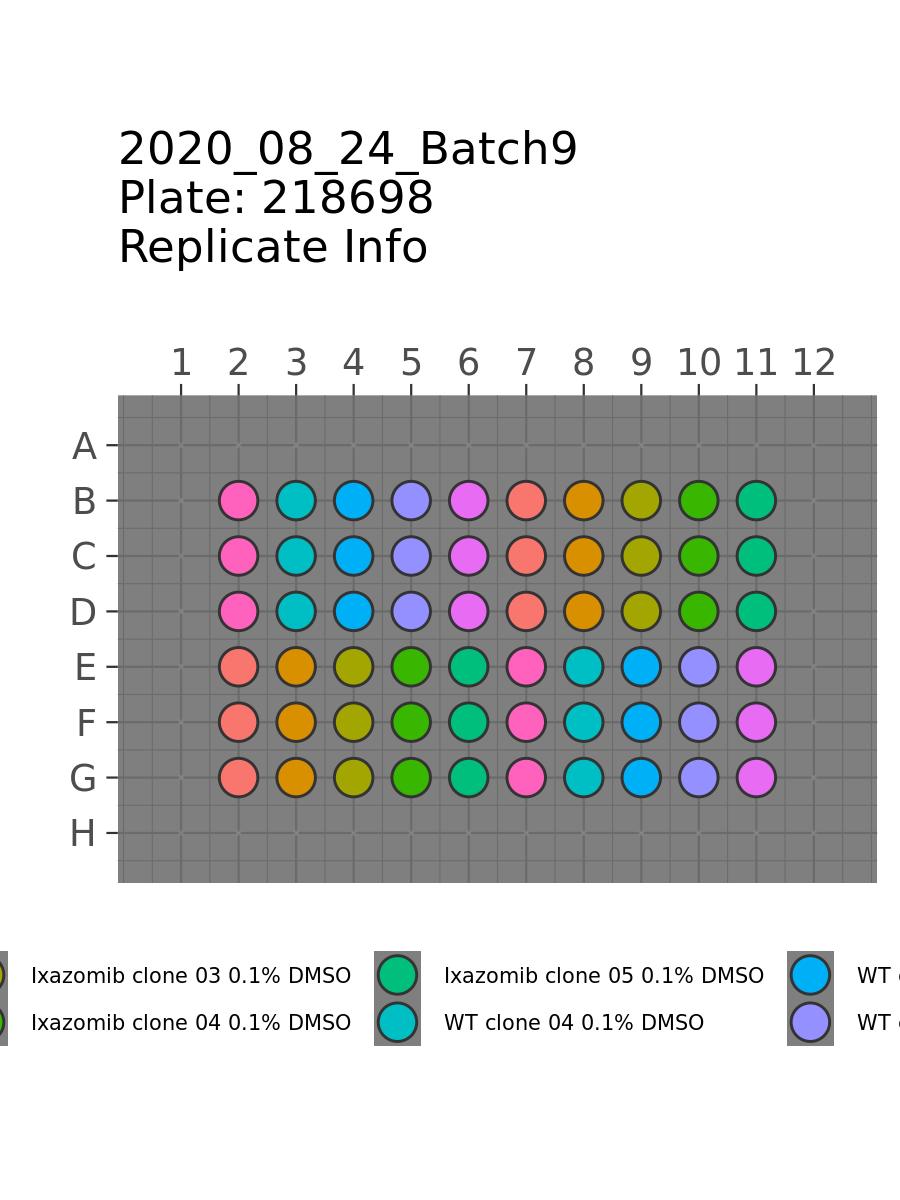 2020_08_24_Batch9
Plate: 218698
Replicate Info
1 2 3 4 5 6 7 8 9 10 11 12
A
B
C
D
E
F
G
H
Ixazomib clone 03 0.1% DMSO Ixazomib clone 05 0.1% DMSO WT
Ixazomib clone 04 0.1% DMSO WT clone 04 0.1% DMSO WT